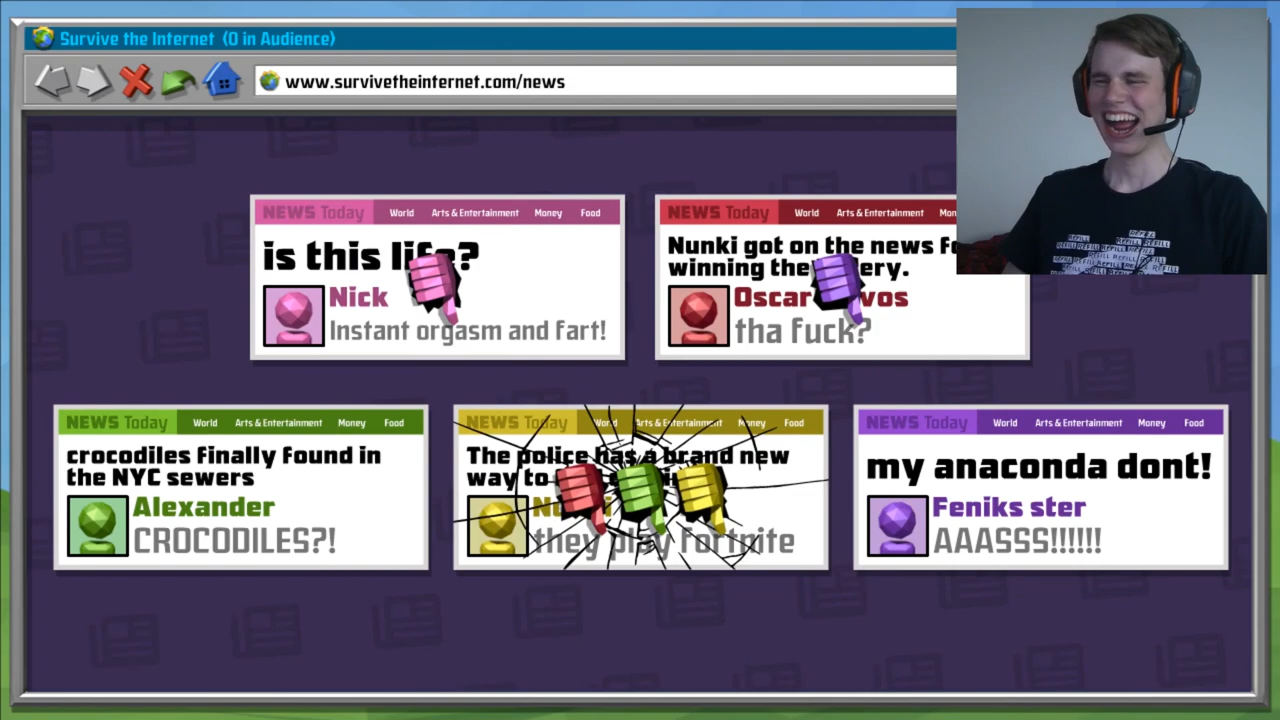 Survive the Internet (0 in Audience)
www.survivetheinternet.com/news
NEWS Today World Arts & Entertainment Money Food
is this life?
Nick
Instant orgasm and fart!
NEWS Today World Arts & Entertainment
Nunki got on the news
winning the
Oscar
tha fuck?
REFILL REFILL REFILL
NEWS Today World Arts & Entertainment Money Food
crocodiles finally found in
the NYC sewers
Alexander
CROCODILES?!
NEWS Today World Arts & Entertainment Money Food
The police has a brand new
way to
they play fortnite
NEWS Today World Arts & Entertainment Money Food
my anaconda dont!
Feniks ster
AAASSS!!!!!!